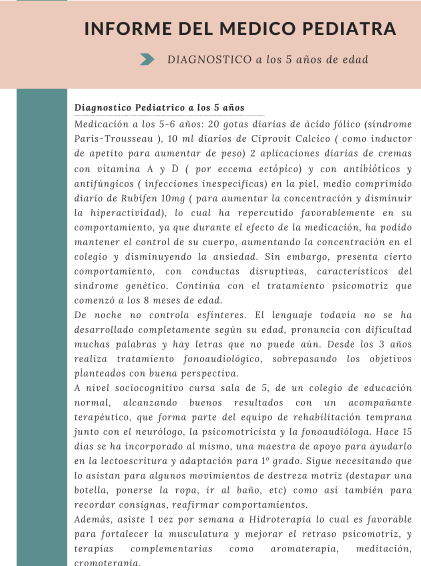 INFORME DEL MEDICO PEDIATRA
DIAGNOSTICO a los 5 años de edad
Diagnostico Pediatrico a los 5 años
Medicación a los 5-6 años: 20 gotas diarias de ácido fólico (síndrome
Paris-Trousseau ), 10 ml diarios de Ciprovit Calcico ( como inductor
de apetito para aumentar de peso) 2 aplicaciones diarias de cremas
con vitamina A y D ( por eccema ectópico) y con antibióticos y
antifúngicos ( infecciones inespecificas) en la piel, medio comprimido
diario de Rubifen 10mg ( para aumentar la concentración y disminuir
la hiperactividad), lo cual ha repercutido favorablemente en su
comportamiento, ya que durante el efecto de la medicación, ha podido
mantener el control de su cuerpo, aumentando la concentración en el
colegio y disminuyendo la ansiedad. Sin embargo, presenta cierto
comportamiento, con conductas disruptivas, característicos del
sindrome genético. Continúa con el tratamiento psicomotriz que
comenzó a los 8 meses de edad.
De noche no controla esfínteres. El lenguaje todavía no se ha
desarrollado completamente según su edad, pronuncia con dificultad
muchas palabras y hay letras que no puede aún. Desde los 3 años
realiza tratamiento fonoaudiológico, sobrepasando los objetivos
planteados con buena perspectiva.
A nivel sociocognitivo cursa sala de 5, de un colegio de educación
normal, alcanzando buenos resultados con un acompañante
terapéutico, que forma parte del equipo de rehabilitación temprana
junto con el neurólogo, la psicomotricista y la fonoaudióloga. Hace 15
días se ha incorporado al mismo, una maestra de apoyo para ayudarlo
en la lectoescritura y adaptación para 1º grado. Sigue necesitando que
lo asistan para algunos movimientos de destreza motriz (destapar una
botella, ponerse la ropa, ir al baño, etc) como así también para
recordar consignas, reafirmar comportamientos.
Además, asiste 1 vez por semana a Hidroterapia lo cual es favorable
para fortalecer la musculatura y mejorar el retraso psicomotriz, y
terapias complementarias como aromaterapia, meditación,
cromoterapia.